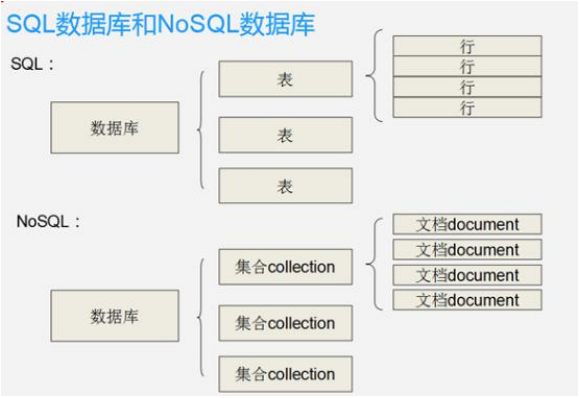 SQL数据库和NoSQL数据库
SQL：
数据库
表
表
表
行
行
行
行
NoSQL：
数据库
集合collection
集合collection
集合collection
文档document
文档document
文档document
文档document